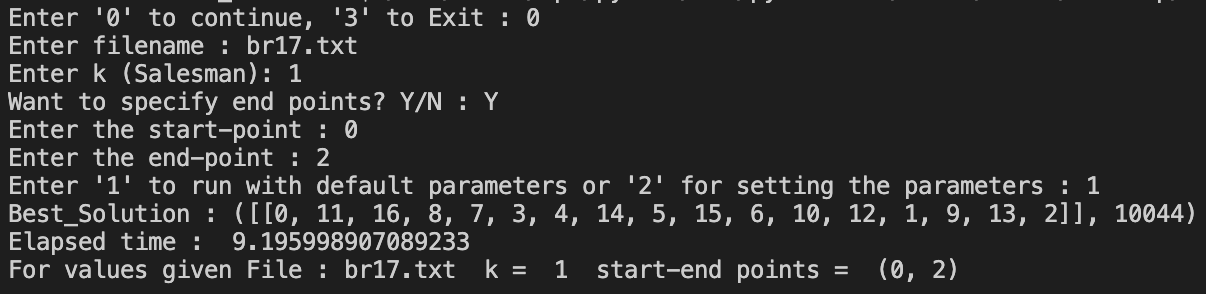 Enter '0' to continue, '3' to Exit : 0
Enter filename : br17.txt
Enter k (Salesman): 1
Want to specify end points? Y/N : Y
Enter the start-point : 0
Enter the end-point : 2
Enter '1' to run with default parameters or '2' for setting the parameters : 1
Best_Solution : ([[0, 11, 16, 8, 7, 3, 4, 14, 5, 15, 6, 10, 12, 1, 9, 13, 2]], 10044)
Elapsed time :  9.195998907089233
For values given File : br17.txt  k =  1  start-end points =  (0, 2)